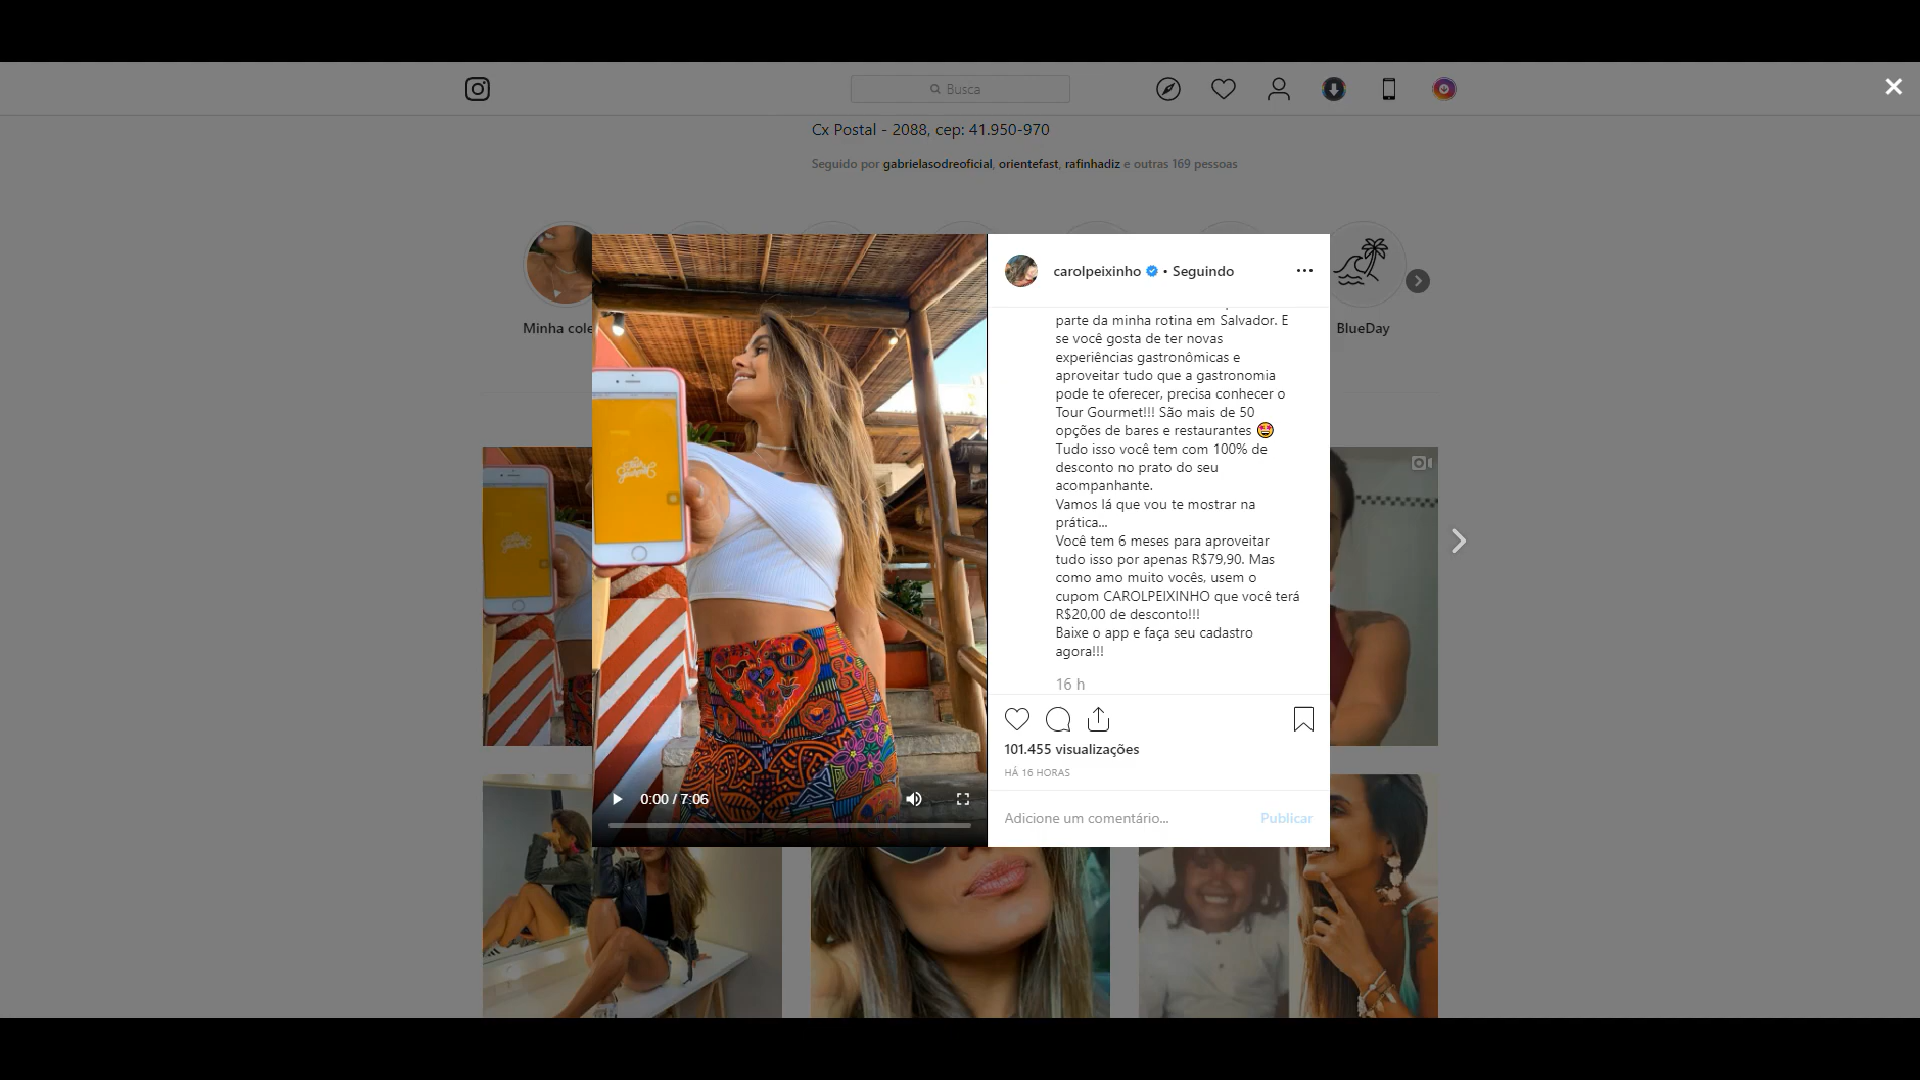 Busca
Cx Postal - 2088, cep: 41.950-970
Seguido por gabrielasodreoficial, orientefast, rafinhadiz e outras 169 pessoas
Minha cole
BlueDay
carolpeixinho • Seguindo
parte da minha rotina em Salvador. E
se você gosta de ter novas
experiências gastronômicas e
aproveitar tudo que a gastronomia
pode te oferecer, precisa conhecer o
Tour Gourmet!!! São mais de 50
opções de bares e restaurantes 🤩
Tudo isso você tem com 100% de
desconto no prato do seu
acompanhante.
Vamos lá que vou te mostrar na
prática...
Você tem 6 meses para aproveitar
tudo isso por apenas R$79,90. Mas
como amo muito vocês, usem o
cupom CAROLPEIXINHO que você terá
R$20,00 de desconto!!!
Baixe o app e faça seu cadastro
agora!!!
16 h
101.455 visualizações
HÁ 16 HORAS
Adicione um comentário... Publicar
Tour
Gourmet
0:00 / 7:06